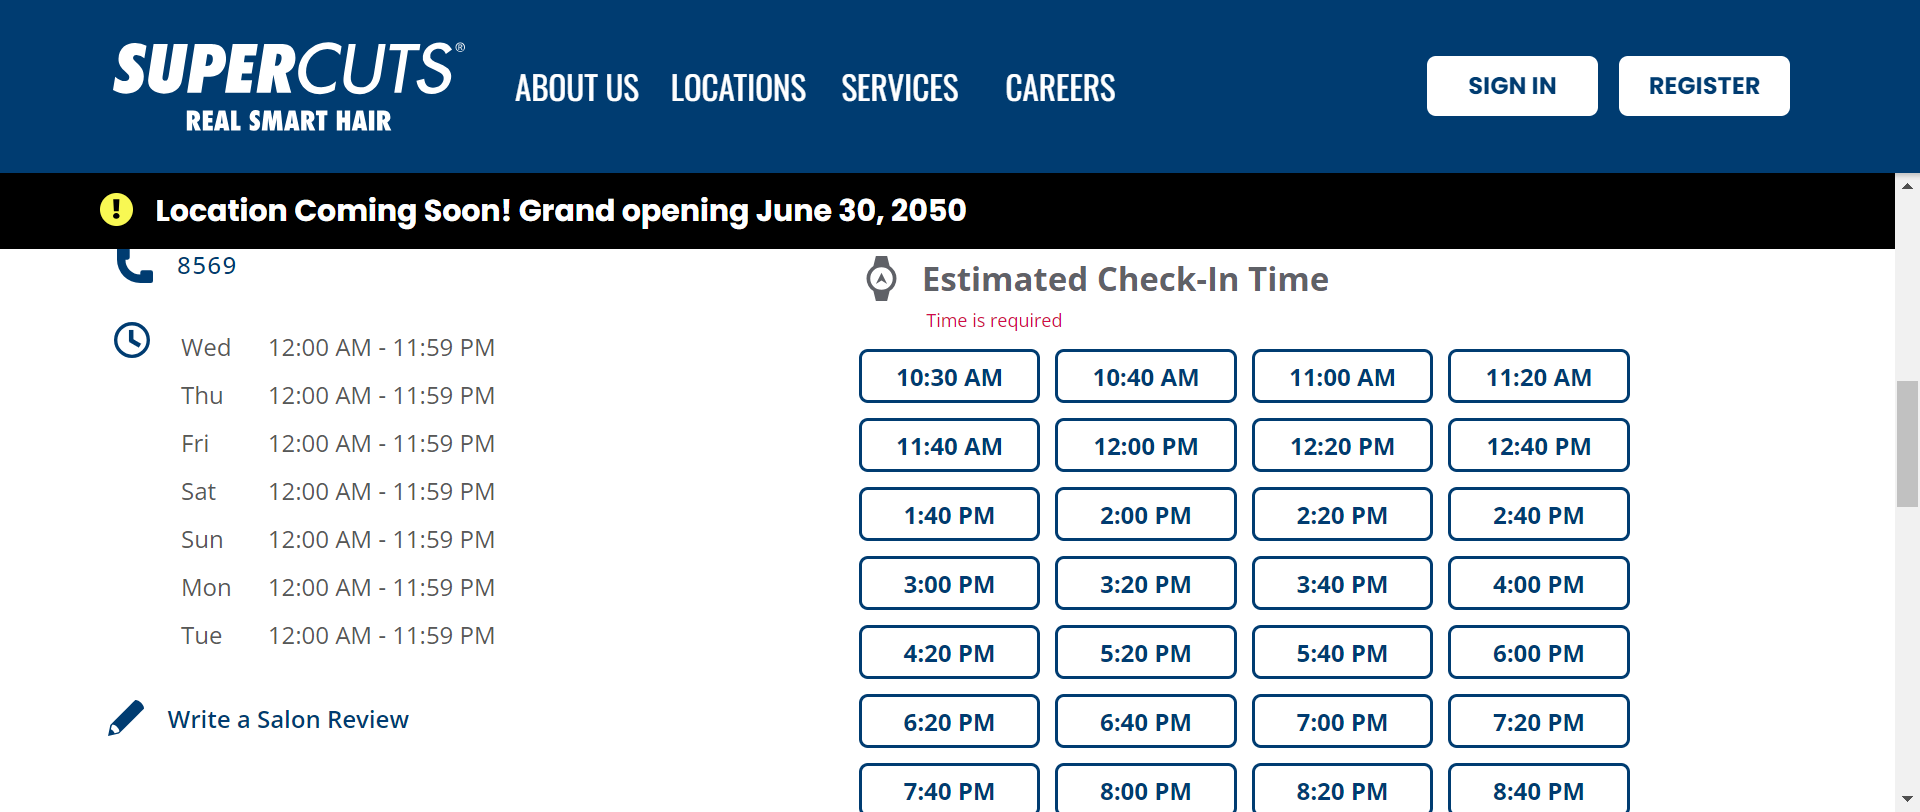 SUPERCUTS®
REAL SMART HAIR
ABOUT US LOCATIONS SERVICES CAREERS
SIGN IN REGISTER
Location Coming Soon! Grand opening June 30, 2050
8569
Wed 12:00 AM - 11:59 PM
Thu 12:00 AM - 11:59 PM
Fri 12:00 AM - 11:59 PM
Sat 12:00 AM - 11:59 PM
Sun 12:00 AM - 11:59 PM
Mon 12:00 AM - 11:59 PM
Tue 12:00 AM - 11:59 PM
Write a Salon Review
Estimated Check-In Time
Time is required
10:30 AM 10:40 AM 11:00 AM 11:20 AM
11:40 AM 12:00 PM 12:20 PM 12:40 PM
1:40 PM 2:00 PM 2:20 PM 2:40 PM
3:00 PM 3:20 PM 3:40 PM 4:00 PM
4:20 PM 5:20 PM 5:40 PM 6:00 PM
6:20 PM 6:40 PM 7:00 PM 7:20 PM
7:40 PM 8:00 PM 8:20 PM 8:40 PM